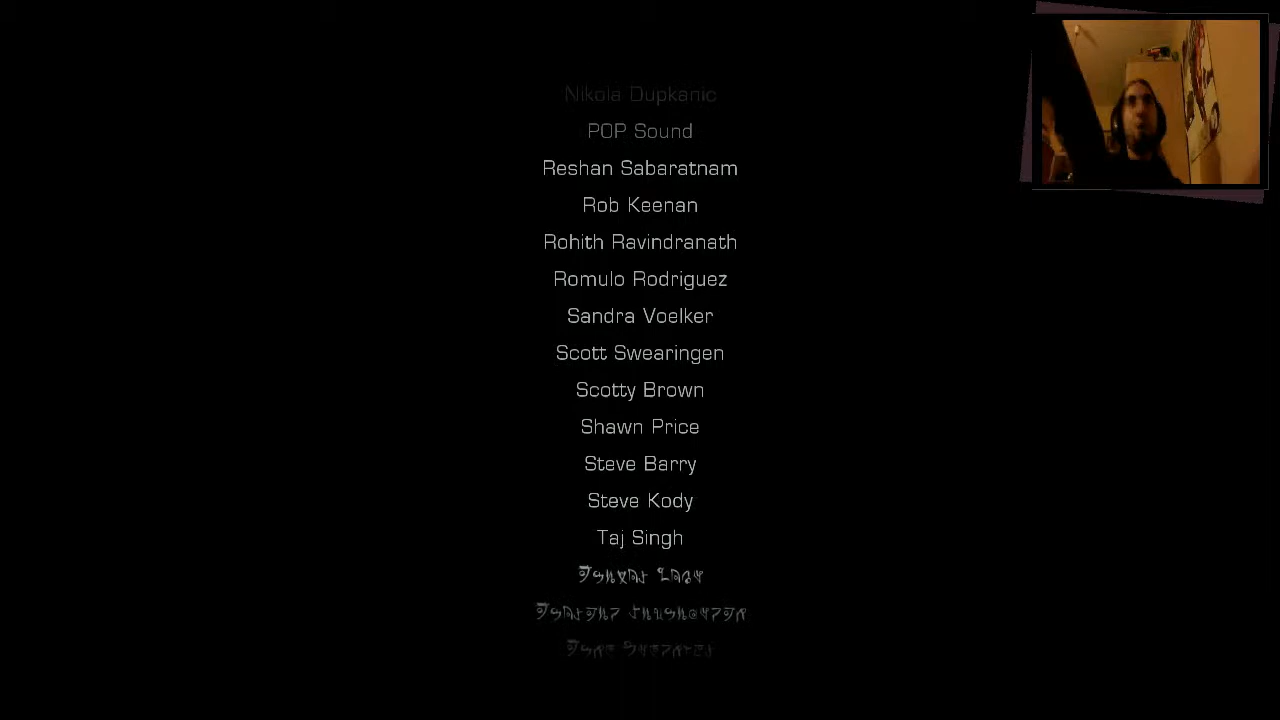 Nikola Dupkanic
POP Sound
Reshan Sabaratnam
Rob Keenan
Rohith Ravindranath
Romulo Rodriguez
Sandra Voelker
Scott Swearingen
Scotty Brown
Shawn Price
Steve Barry
Steve Kody
Taj Singh